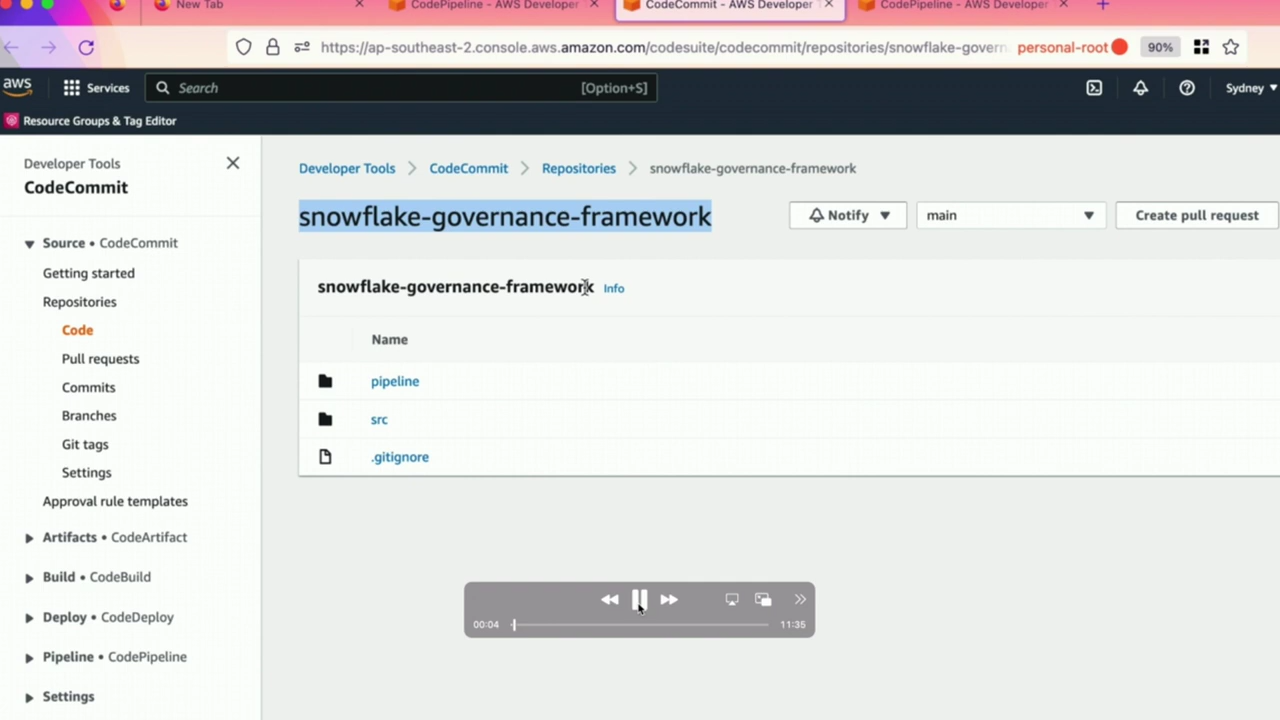 New Tab
CodePipeline - AWS Developer
CodeCommit - AWS Developer T
CodePipeline - AWS Developer
https://ap-southeast-2.console.aws.amazon.com/codesuite/codecommit/repositories/snowflake-govern
personal-root
90%
aws
Services
Search
[Option+S]
Sydney
Resource Groups & Tag Editor
Developer Tools
CodeCommit
Source • CodeCommit
Getting started
Repositories
Code
Pull requests
Commits
Branches
Git tags
Settings
Approval rule templates
Artifacts • CodeArtifact
Build • CodeBuild
Deploy • CodeDeploy
Pipeline • CodePipeline
Settings
Developer Tools
CodeCommit
Repositories
snowflake-governance-framework
snowflake-governance-framework
Notify
main
Create pull request
snowflake-governance-framework
Info
Name
pipeline
src
.gitignore
00:04
11:35